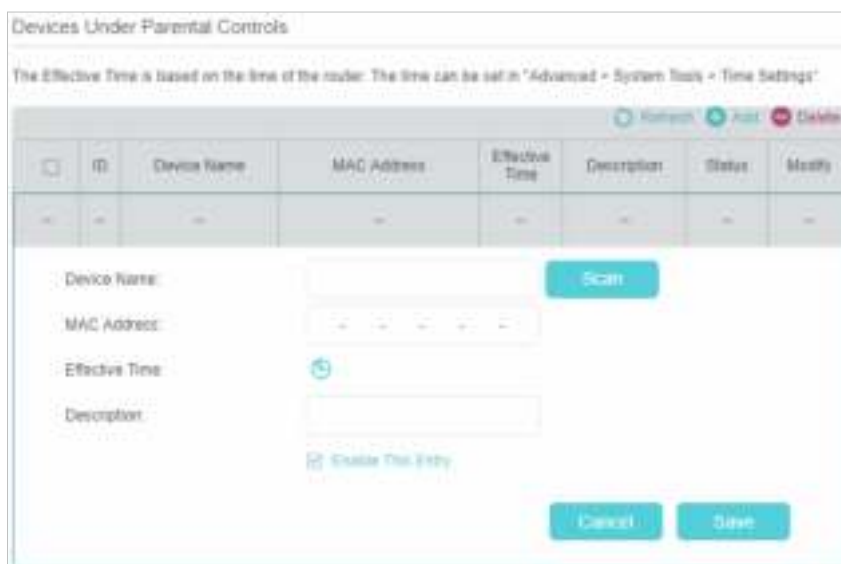 Devices Under Parental Controls
The Effective Time is based on the time of the router. The time can be set in "Advanced > System Tools > Time Settings".
Refresh Add Delete
ID Device Name MAC Address Effective Time Description Status Modify
-- -- -- -- -- -- -- --
Device Name: Scan
MAC Address: - - - - -
Effective Time:
Description:
Enable This Entry
Cancel Save